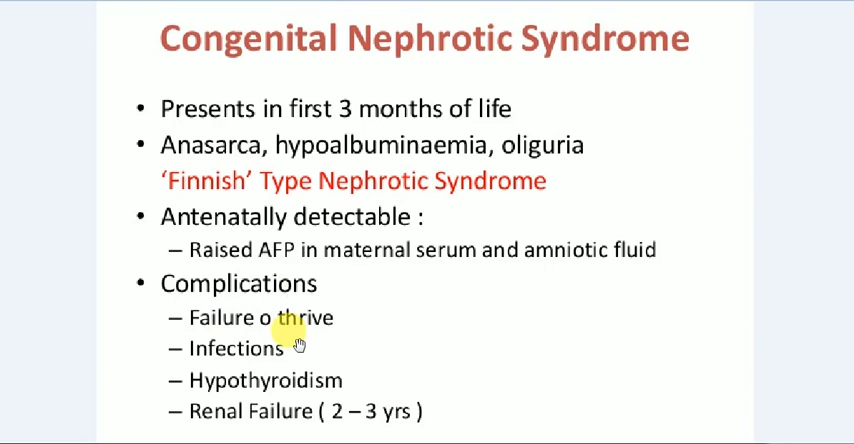 Congenital Nephrotic Syndrome
• Presents in first 3 months of life
• Anasarca, hypoalbuminaemia, oliguria
‘Finnish’ Type Nephrotic Syndrome
• Antenatally detectable :
– Raised AFP in maternal serum and amniotic fluid
• Complications
– Failure o thrive
– Infections
– Hypothyroidism
– Renal Failure ( 2 – 3 yrs )